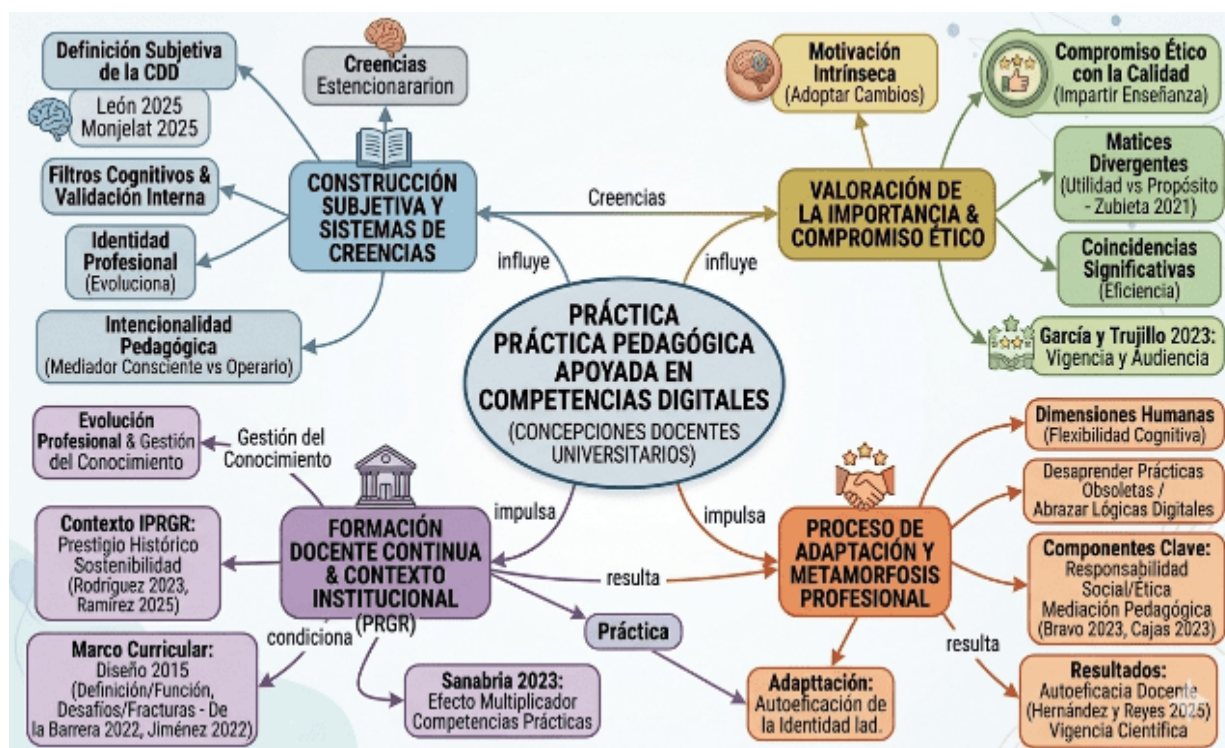 Definición Subjetiva
de la CDD
León 2025
Monjelat 2025
Creencias
Estencionararion
Filtros Cognitivos &
Validación Interna
Identidad
Profesional
(Evoluciona)
Intencionalidad
Pedagógica
(Mediador Consciente vs Operario)
CONSTRUCCIÓN
SUBJETIVA Y
SISTEMAS DE
CREENCIAS
Creencias
influye
influye
Motivación
Intrínseca
(Adoptar Cambios)
VALORACIÓN DE
LA IMPORTANCIA &
COMPROMISO ÉTICO
Compromiso Ético
con la Calidad
(Impartir Enseñanza)
Matices
Divergentes
(Utilidad vs Propósito
- Zubieta 2021)
Coincidencias
Significativas
(Eficiencia)
García y Trujillo 2023:
Vigencia y Audiencia
PRÁCTICA
PRÁCTICA PEDAGÓGICA
APOYADA EN
COMPETENCIAS DIGITALES
(CONCEPCIONES DOCENTES
UNIVERSITARIOS)
impulsa
impulsa
Evolución
Profesional & Gestión
del Conocimiento
Gestión del
Conocimiento
Contexto IPRGR:
Prestigio Histórico
Sostenibilidad
(Rodríguez 2023,
Ramírez 2025)
FORMACIÓN
DOCENTE CONTINUA
& CONTEXTO
INSTITUCIONAL
(PRGR)
condiciona
Marco Curricular:
Diseño 2015
(Definición/Función,
Desafíos/Fracturas - De
la Barrera 2022, Jiménez 2022)
Sanabria 2023:
Efecto Multiplicador
Competencias Prácticas
resulta
Práctica
PROCESO DE
ADAPTACIÓN Y
METAMORFOSIS
PROFESIONAL
Adapttación:
Autoeficación de
la Identidad lad.
Dimensiones Humanas
(Flexibilidad Cognitiva)
Desaprender Prácticas
Obsoletas /
Abrazar Lógicas Digitales
Componentes Clave:
Responsabilidad
Social/Ética
Mediación Pedagógica
(Bravo 2023, Cajas 2023)
resulta
Resultados:
Autoeficacia Docente
(Hernández y Reyes 2025)
Vigencia Científica